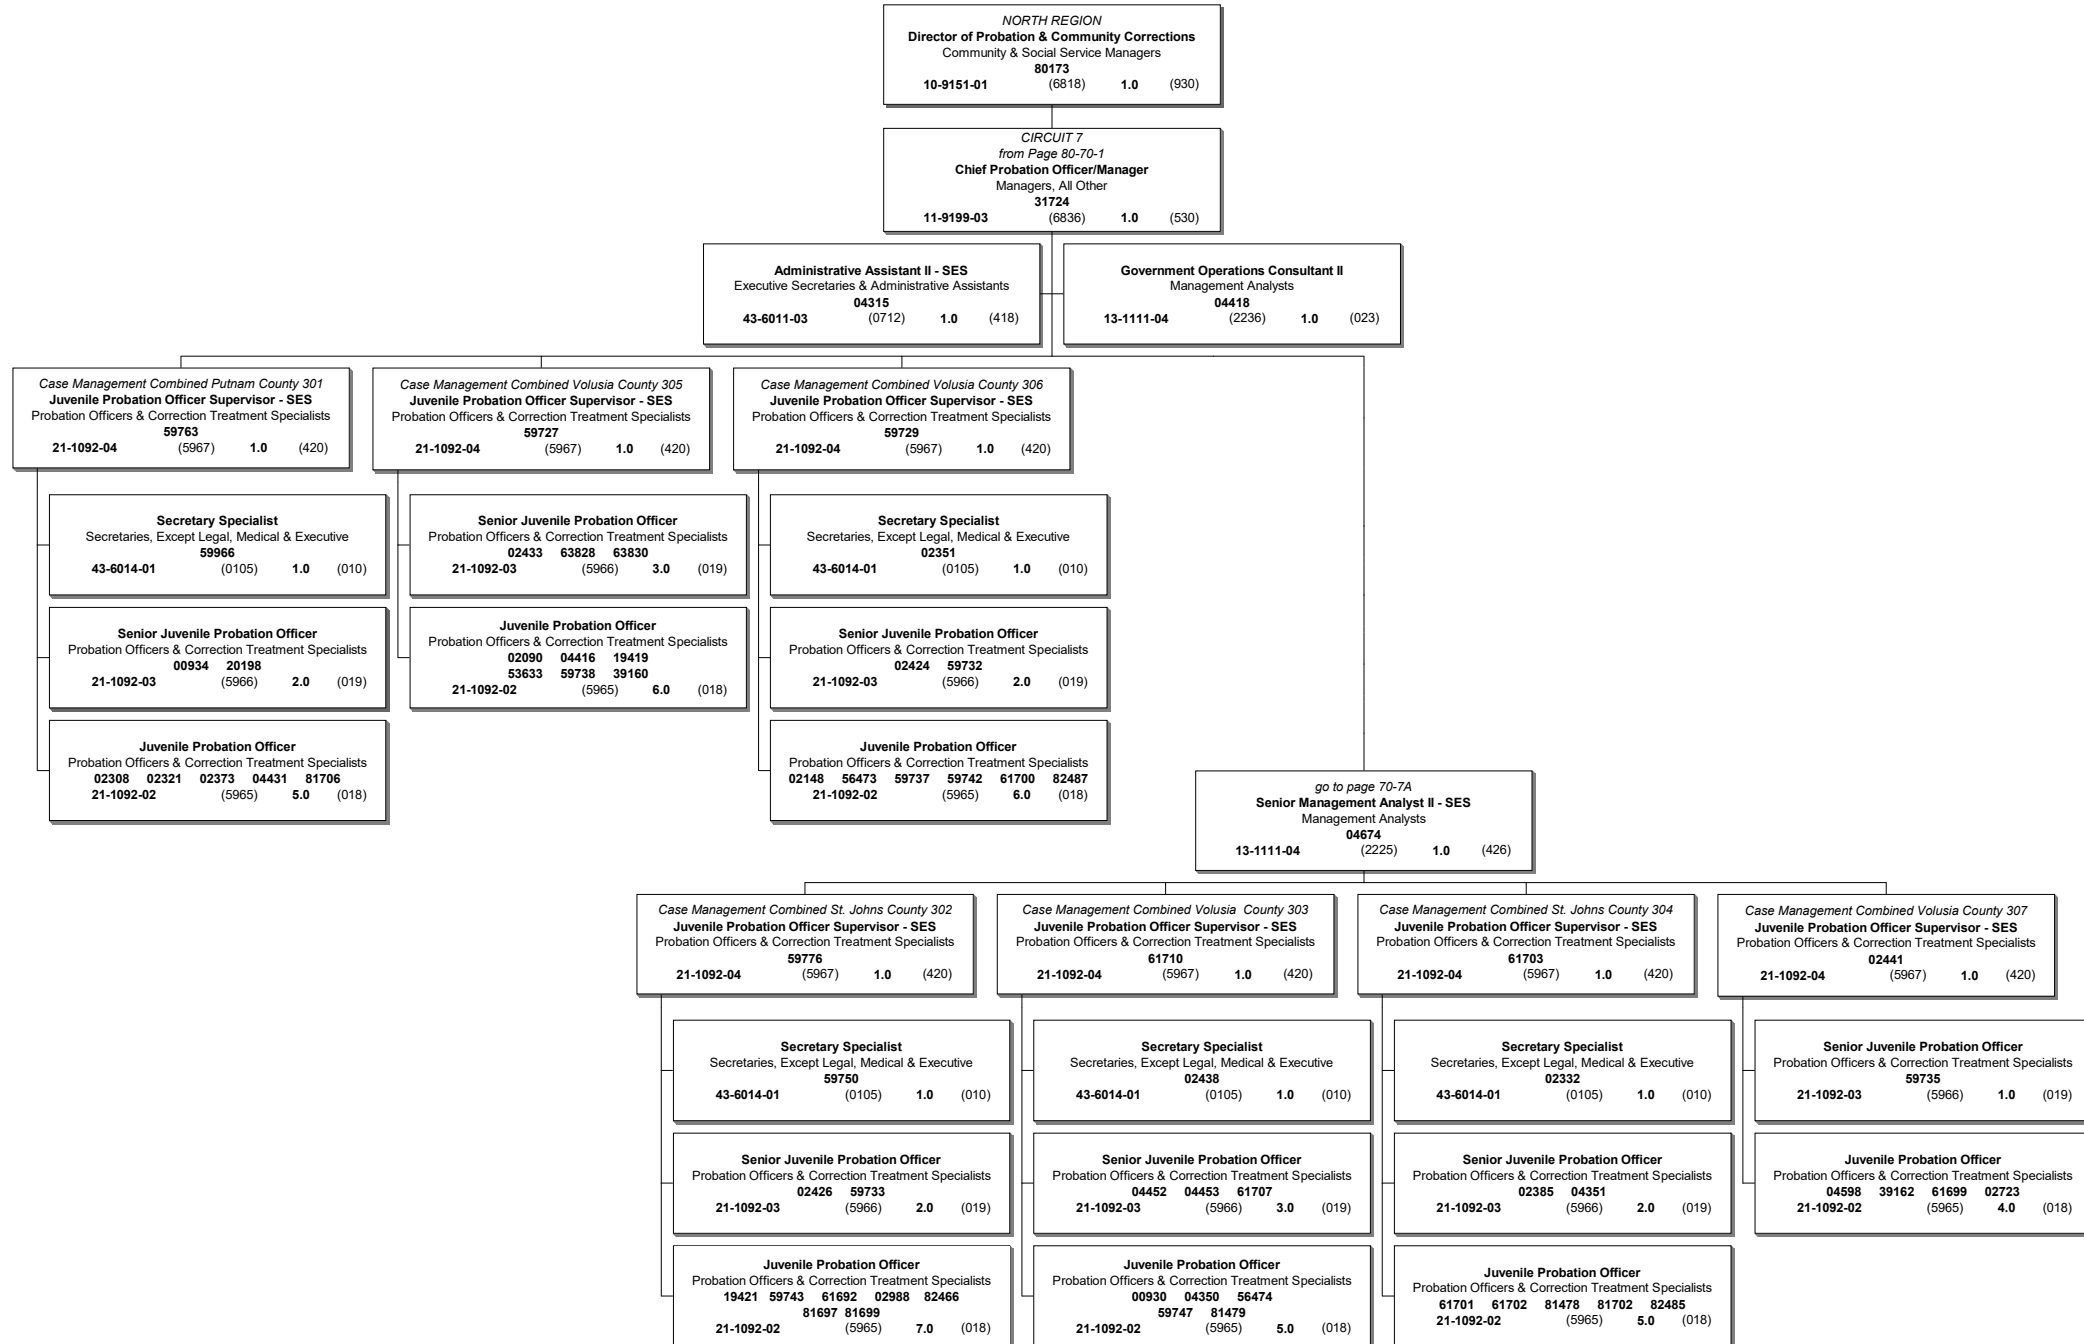 NORTH REGION
Director of Probation & Community Corrections
Community & Social Service Managers
80173
10-9151-01 (6818) 1.0 (930)
CIRCUIT 7
from Page 80-70-1
Chief Probation Officer/Manager
Managers, All Other
31724
11-9199-03 (6836) 1.0 (530)
Administrative Assistant II - SES
Executive Secretaries & Administrative Assistants
04315
43-6011-03 (0712) 1.0 (418)
Government Operations Consultant II
Management Analysts
04418
13-1111-04 (2236) 1.0 (023)
Case Management Combined Putnam County 301
Juvenile Probation Officer Supervisor - SES
Probation Officers & Correction Treatment Specialists
59763
21-1092-04 (5967) 1.0 (420)
Secretary Specialist
Secretaries, Except Legal, Medical & Executive
59966
43-6014-01 (0105) 1.0 (010)
Senior Juvenile Probation Officer
Probation Officers & Correction Treatment Specialists
00934 20198
21-1092-03 (5966) 2.0 (019)
Juvenile Probation Officer
Probation Officers & Correction Treatment Specialists
02308 02321 02373 04431 81706
21-1092-02 (5965) 5.0 (018)
Case Management Combined Volusia County 305
Juvenile Probation Officer Supervisor - SES
Probation Officers & Correction Treatment Specialists
59727
21-1092-04 (5967) 1.0 (420)
Senior Juvenile Probation Officer
Probation Officers & Correction Treatment Specialists
02433 63828 63830
21-1092-03 (5966) 3.0 (019)
Juvenile Probation Officer
Probation Officers & Correction Treatment Specialists
02090 04416 19419
53633 59738 39160
21-1092-02 (5965) 6.0 (018)
Case Management Combined Volusia County 306
Juvenile Probation Officer Supervisor - SES
Probation Officers & Correction Treatment Specialists
59729
21-1092-04 (5967) 1.0 (420)
Secretary Specialist
Secretaries, Except Legal, Medical & Executive
02351
43-6014-01 (0105) 1.0 (010)
Senior Juvenile Probation Officer
Probation Officers & Correction Treatment Specialists
02424 59732
21-1092-03 (5966) 2.0 (019)
Juvenile Probation Officer
Probation Officers & Correction Treatment Specialists
02148 56473 59737 59742 61700 82487
21-1092-02 (5965) 6.0 (018)
go to page 70-7A
Senior Management Analyst II - SES
Management Analysts
04674
13-1111-04 (2225) 1.0 (426)
Case Management Combined St. Johns County 302
Juvenile Probation Officer Supervisor - SES
Probation Officers & Correction Treatment Specialists
59776
21-1092-04 (5967) 1.0 (420)
Secretary Specialist
Secretaries, Except Legal, Medical & Executive
59750
43-6014-01 (0105) 1.0 (010)
Senior Juvenile Probation Officer
Probation Officers & Correction Treatment Specialists
02426 59733
21-1092-03 (5966) 2.0 (019)
Juvenile Probation Officer
Probation Officers & Correction Treatment Specialists
19421 59743 61692 02988 82466
81697 81699
21-1092-02 (5965) 7.0 (018)
Case Management Combined Volusia County 303
Juvenile Probation Officer Supervisor - SES
Probation Officers & Correction Treatment Specialists
61710
21-1092-04 (5967) 1.0 (420)
Secretary Specialist
Secretaries, Except Legal, Medical & Executive
02438
43-6014-01 (0105) 1.0 (010)
Senior Juvenile Probation Officer
Probation Officers & Correction Treatment Specialists
04452 04453 61707
21-1092-03 (5966) 3.0 (019)
Juvenile Probation Officer
Probation Officers & Correction Treatment Specialists
00930 04350 56474
59747 81479
21-1092-02 (5965) 5.0 (018)
Case Management Combined St. Johns County 304
Juvenile Probation Officer Supervisor - SES
Probation Officers & Correction Treatment Specialists
61703
21-1092-04 (5967) 1.0 (420)
Secretary Specialist
Secretaries, Except Legal, Medical & Executive
02332
43-6014-01 (0105) 1.0 (010)
Senior Juvenile Probation Officer
Probation Officers & Correction Treatment Specialists
02385 04351
21-1092-03 (5966) 2.0 (019)
Juvenile Probation Officer
Probation Officers & Correction Treatment Specialists
61701 61702 81478 81702 82485
21-1092-02 (5965) 5.0 (018)
Case Management Combined Volusia County 307
Juvenile Probation Officer Supervisor - SES
Probation Officers & Correction Treatment Specialists
02441
21-1092-04 (5967) 1.0 (420)
Senior Juvenile Probation Officer
Probation Officers & Correction Treatment Specialists
59735
21-1092-03 (5966) 1.0 (019)
Juvenile Probation Officer
Probation Officers & Correction Treatment Specialists
04598 39162 61699 02723
21-1092-02 (5965) 4.0 (018)